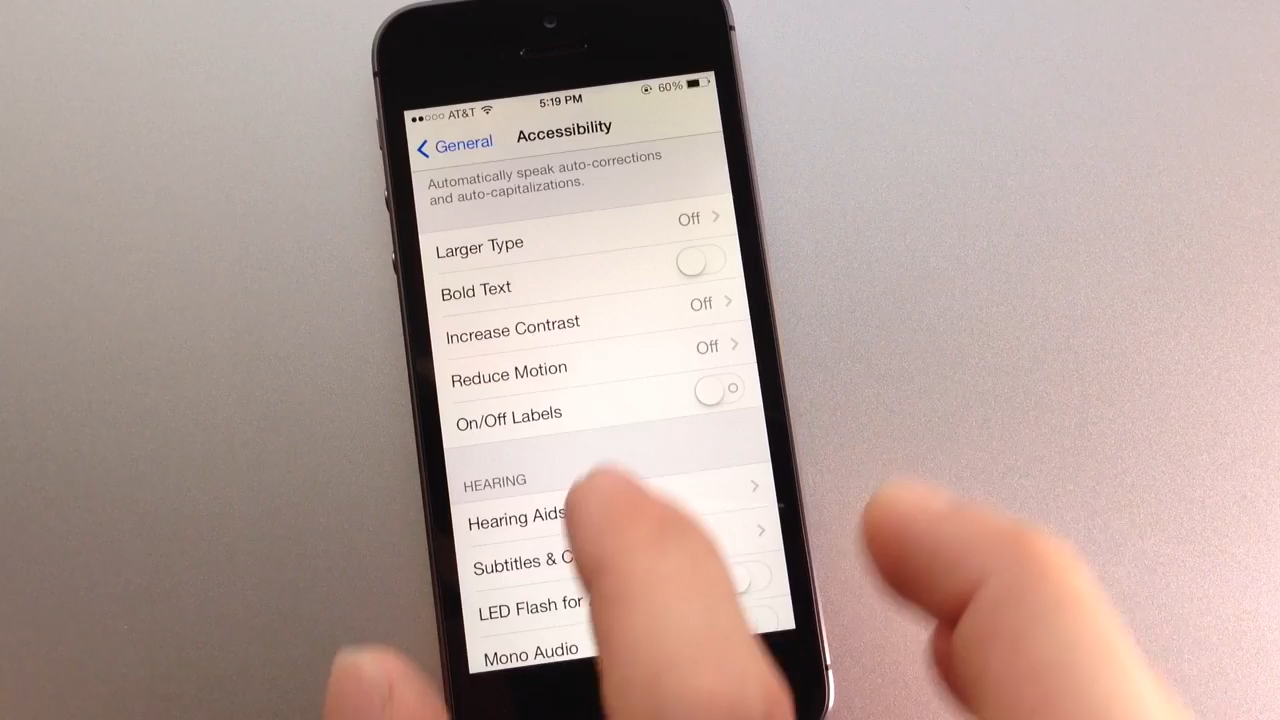 AT&T 5:19 PM 60%
General Accessibility
Automatically speak auto-corrections
and auto-capitalizations.
Larger Type Off
Bold Text
Increase Contrast Off
Reduce Motion Off
On/Off Labels
HEARING
Hearing Aids
Subtitles & C
LED Flash for
Mono Audio